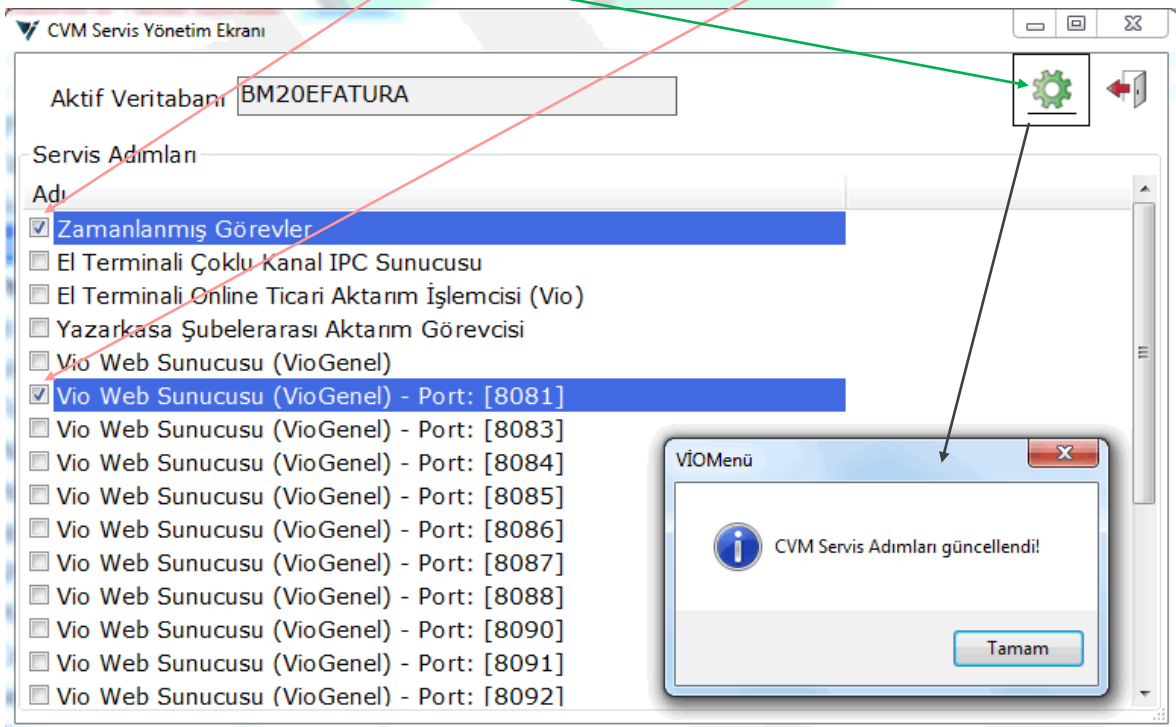 CVM Servis Yönetim Ekranı
Aktif Veritabanı BM20EFATURA
Servis Adımları
Adı
Zamanlanmış Görevler
El Terminali Çoklu Kanal IPC Sunucusu
El Terminali Online Ticari Aktarım İşlemcisi (Vio)
Yazarkasa Şubelerarası Aktarım Görevcisi
Vio Web Sunucusu (VioGenel)
Vio Web Sunucusu (VioGenel) - Port: [8081]
Vio Web Sunucusu (VioGenel) - Port: [8083]
Vio Web Sunucusu (VioGenel) - Port: [8084]
Vio Web Sunucusu (VioGenel) - Port: [8085]
Vio Web Sunucusu (VioGenel) - Port: [8086]
Vio Web Sunucusu (VioGenel) - Port: [8087]
Vio Web Sunucusu (VioGenel) - Port: [8088]
Vio Web Sunucusu (VioGenel) - Port: [8090]
Vio Web Sunucusu (VioGenel) - Port: [8091]
Vio Web Sunucusu (VioGenel) - Port: [8092]
VİOMenü
CVM Servis Adımları güncellendi!
Tamam